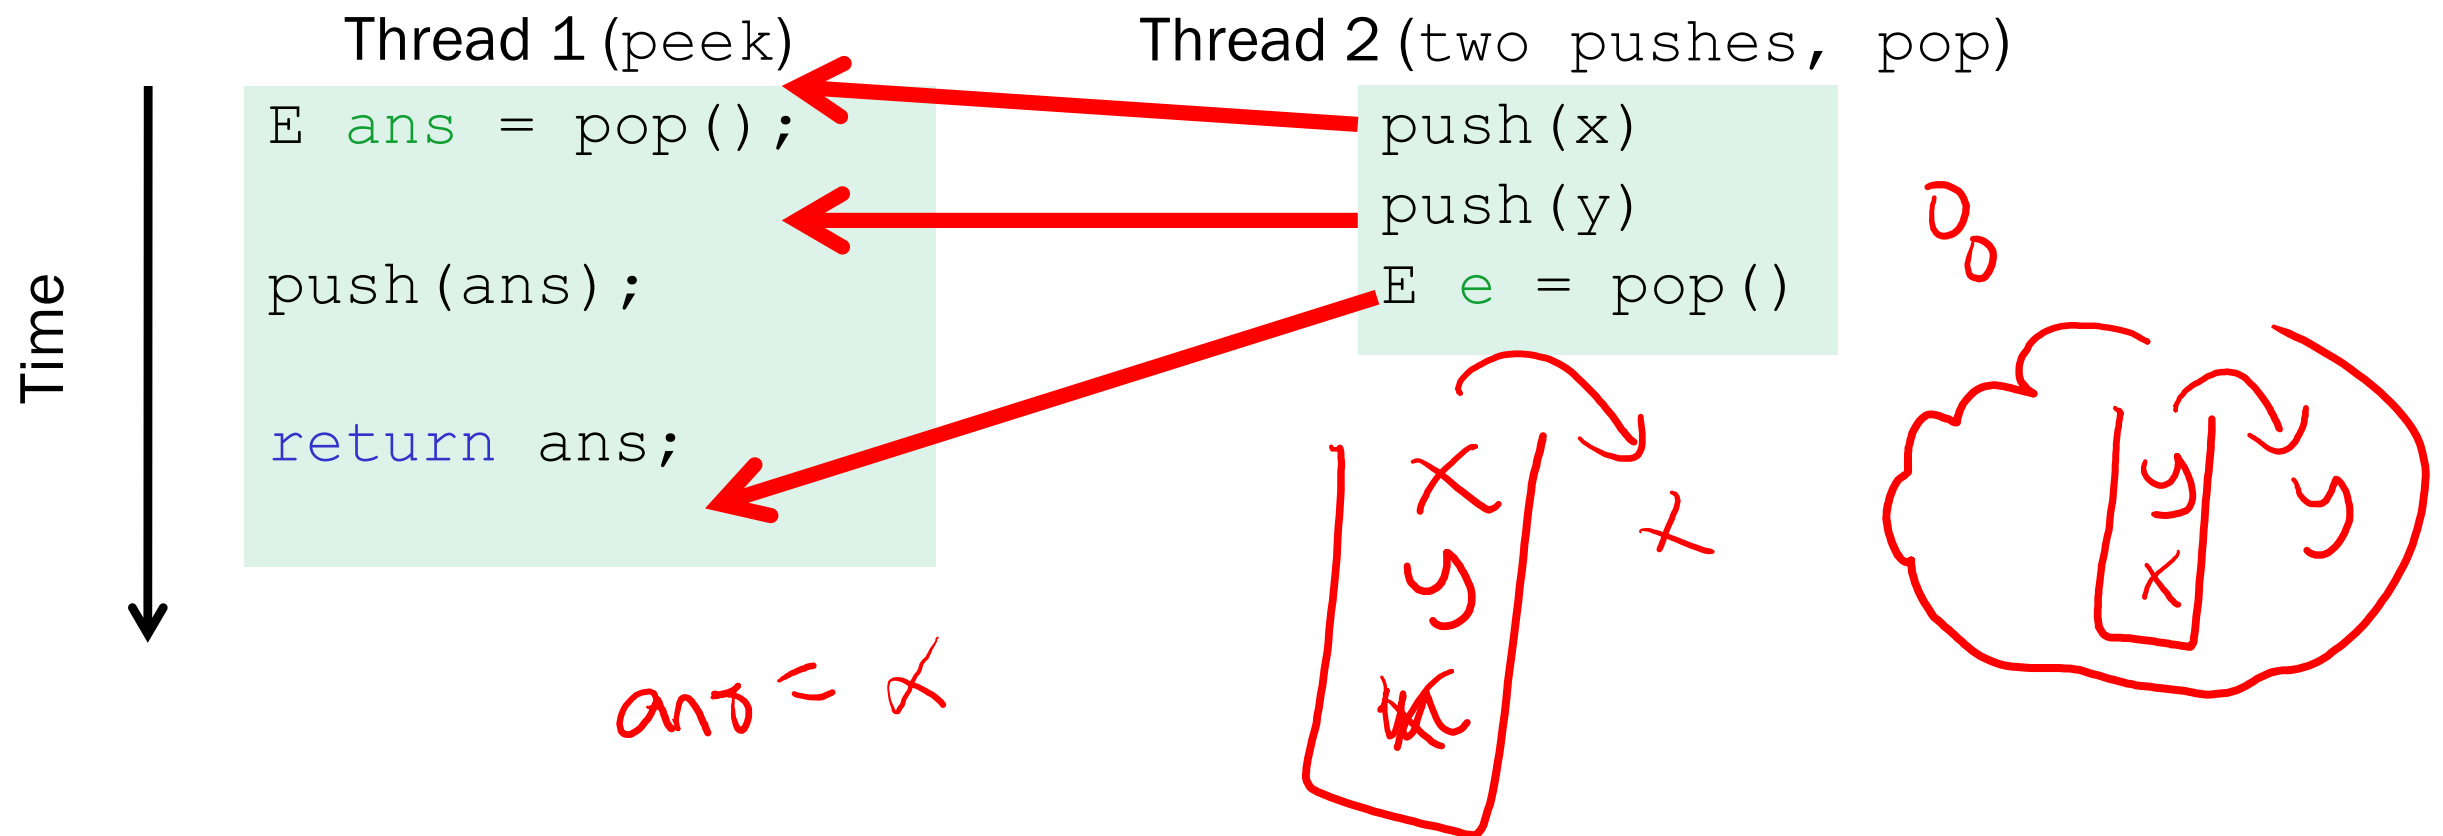 Thread 1 (peek)
E ans = pop();
push(ans);
return ans;
Thread 2 (two pushes, pop)
push(x)
push(y)
E e = pop()
Time
ans = x
x
y
x
y
x
y